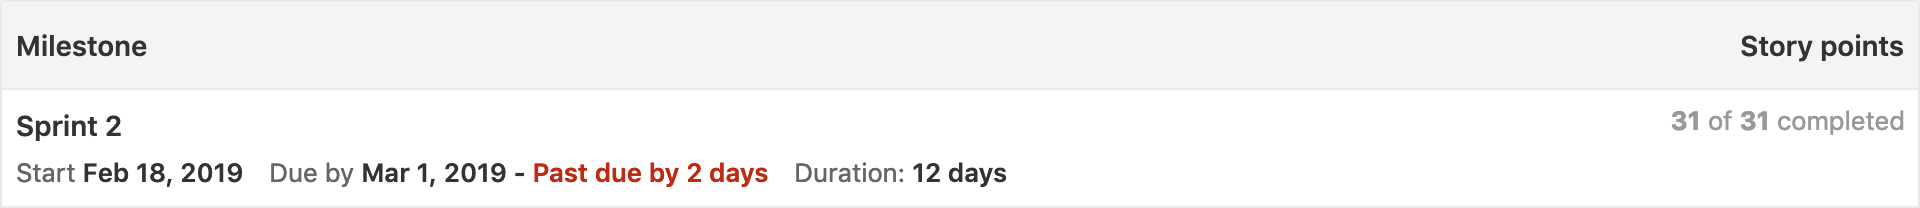 Milestone Story points
Sprint 2 31 of 31 completed
Start Feb 18, 2019 Due by Mar 1, 2019 - Past due by 2 days Duration: 12 days